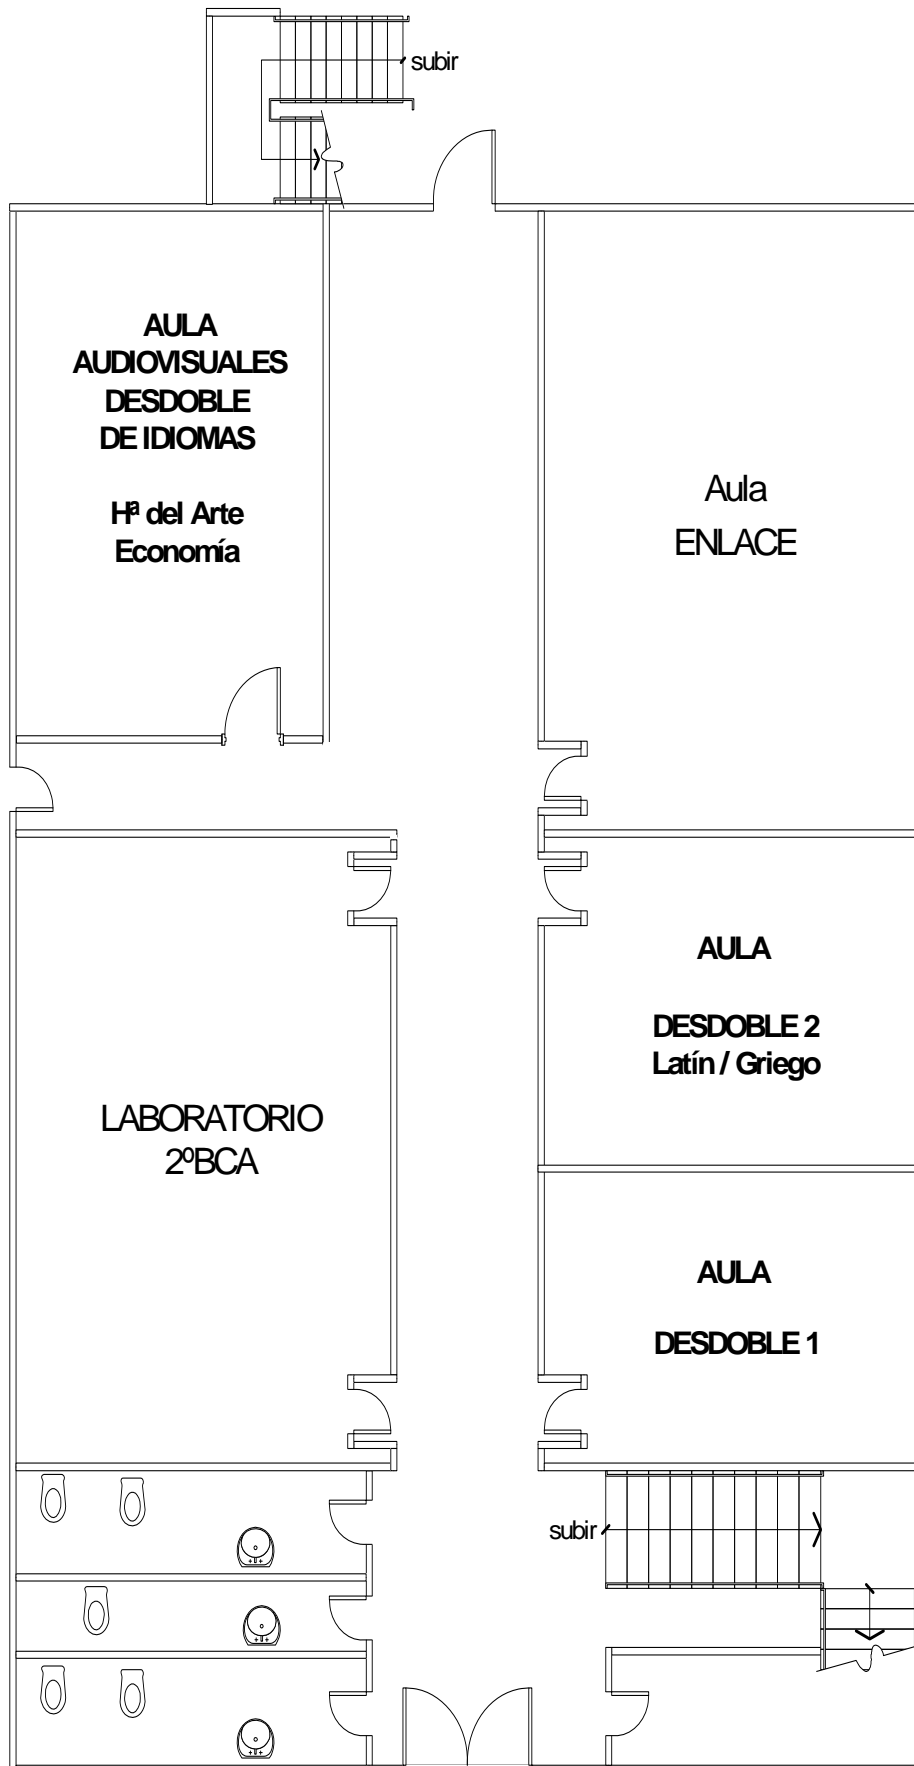 subir
AULA
AUDIOVISUALES
DESDOBLE
DE IDIOMAS
Hª del Arte
Economía
Aula
ENLACE
AULA
DESDOBLE 2
Latín / Griego
LABORATORIO
2ºBCA
AULA
DESDOBLE 1
subir